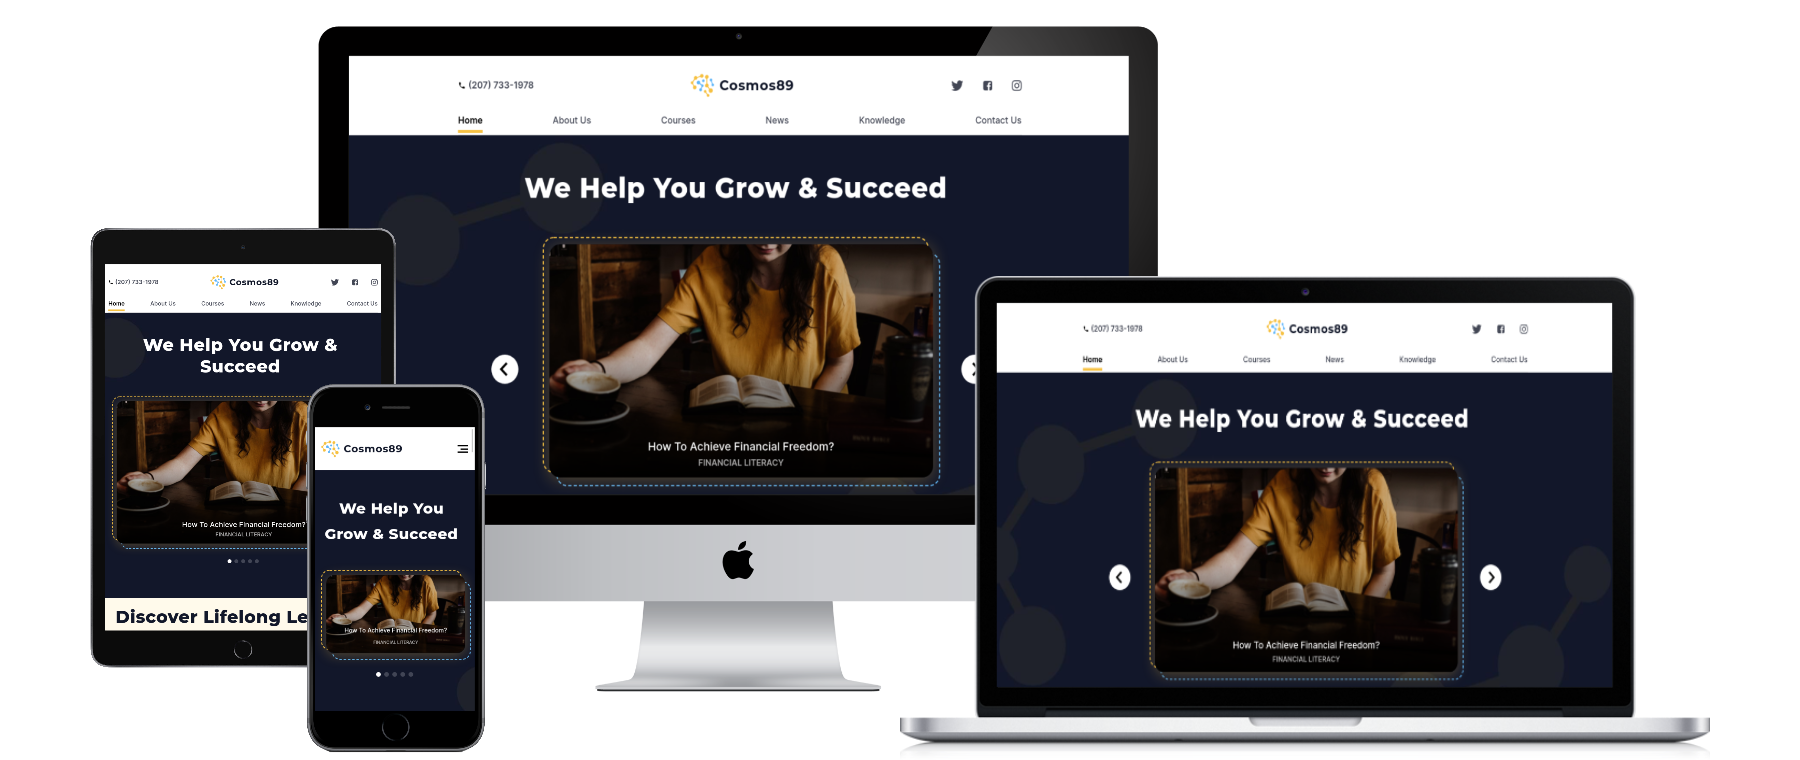 (207) 733-1978
Cosmos89
Home About Us Courses News Knowledge Contact Us
We Help You Grow & Succeed
How To Achieve Financial Freedom?
FINANCIAL LITERACY
(207) 733-1978
Cosmos89
Home About Us Courses News Knowledge Contact Us
We Help You Grow &
Succeed
How To Achieve Financial Freedom?
FINANCIAL LITERACY
Discover Lifelong Le
Cosmos89
We Help You
Grow & Succeed
How To Achieve Financial Freedom?
FINANCIAL LITERACY
(207) 733-1978
Cosmos89
Home About Us Courses News Knowledge Contact Us
We Help You Grow & Succeed
How To Achieve Financial Freedom?
FINANCIAL LITERACY